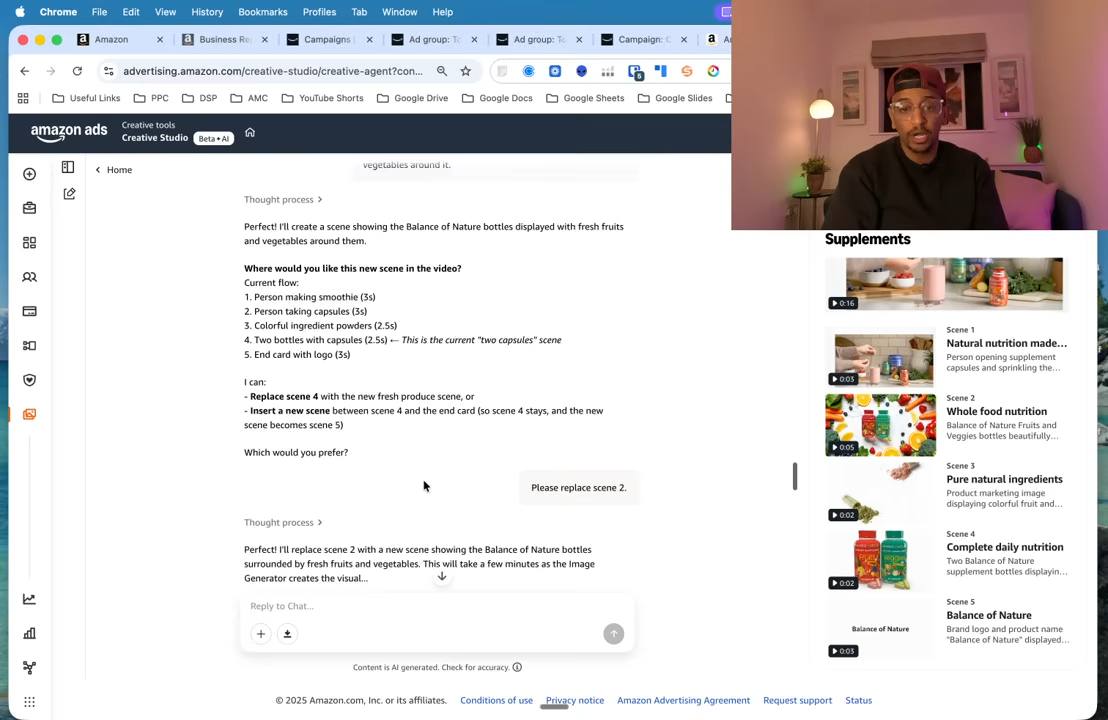 Chrome File Edit View History Bookmarks Profiles Tab Window Help
Amazon
Business Re
Campaigns
Ad group: To
Ad group: To
Campaign: C
advertising.amazon.com/creative-studio/creative-agent?con...
5
Useful Links PPC DSP AMC YouTube Shorts Google Drive Google Docs Google Sheets Google Slides
amazon ads
Creative tools
Creative Studio Beta + AI
Home
vegetables around it.
Thought process >
Perfect! I'll create a scene showing the Balance of Nature bottles displayed with fresh fruits
and vegetables around them.
Where would you like this new scene in the video?
Current flow:
1. Person making smoothie (3s)
2. Person taking capsules (3s)
3. Colorful ingredient powders (2.5s)
4. Two bottles with capsules (2.5s) ← This is the current "two capsules" scene
5. End card with logo (3s)
I can:
- Replace scene 4 with the new fresh produce scene, or
- Insert a new scene between scene 4 and the end card (so scene 4 stays, and the new
scene becomes scene 5)
Which would you prefer?
Please replace scene 2.
Thought process >
Perfect! I'll replace scene 2 with a new scene showing the Balance of Nature bottles
surrounded by fresh fruits and vegetables. This will take a few minutes as the Image
Generator creates the visual...
Reply to Chat...
Content is AI generated. Check for accuracy.
Supplements
0:16
Scene 1
Natural nutrition made...
Person opening supplement
capsules and sprinkling the...
0:03
Scene 2
Whole food nutrition
Balance of Nature Fruits and
Veggies bottles beautifully...
0:05
Scene 3
Pure natural ingredients
Product marketing image
displaying colorful fruit and...
0:02
Scene 4
Complete daily nutrition
Two Balance of Nature
supplement bottles displayin...
0:02
Scene 5
Balance of Nature
Brand logo and product name
"Balance of Nature" displayed...
Balance of Nature
0:03
© 2025 Amazon.com, Inc. or its affiliates. Conditions of use Privacy notice Amazon Advertising Agreement Request support Status